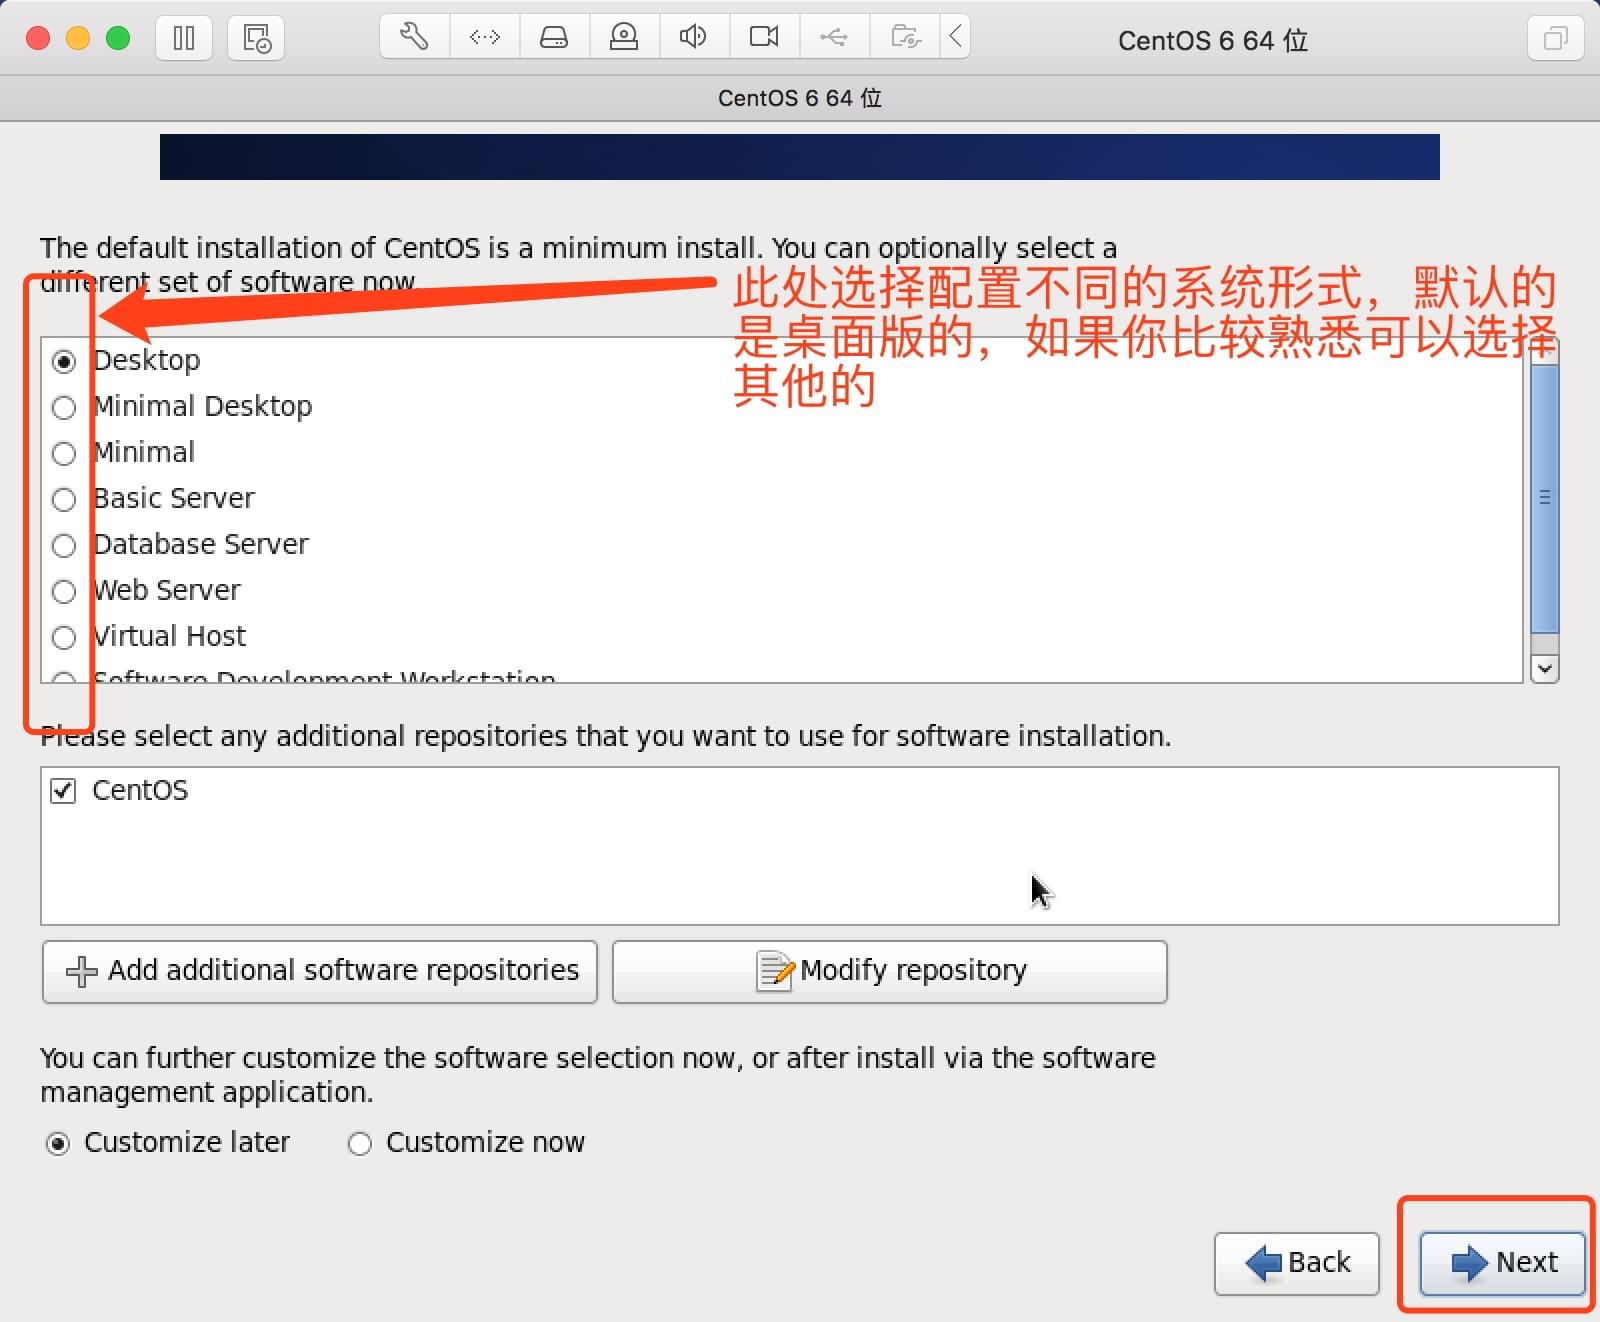 CentOS 6 64 位
CentOS 6 64 位
The default installation of CentOS is a minimum install. You can optionally select a
different set of software now.
此处选择配置不同的系统形式，默认的
是桌面版的，如果你比较熟悉可以选择
其他的
Desktop
Minimal Desktop
Minimal
Basic Server
Database Server
Web Server
Virtual Host
Software Development Workstation
Please select any additional repositories that you want to use for software installation.
CentOS
Add additional software repositories
Modify repository
You can further customize the software selection now, or after install via the software
management application.
Customize later
Customize now
Back
Next